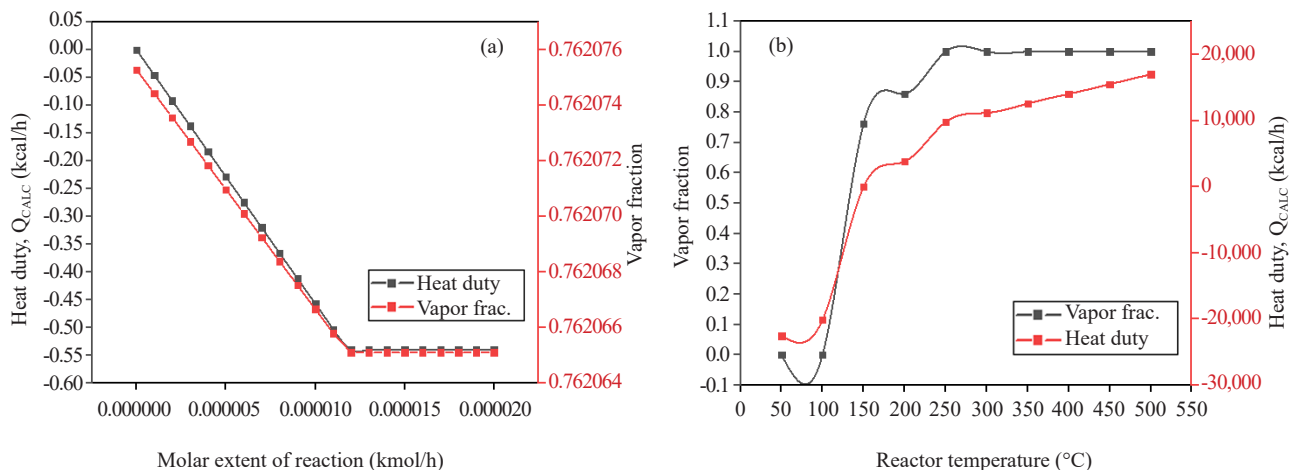 (a)
0.05
0.00
-0.05
-0.10
-0.15
-0.20
-0.25
-0.30
-0.35
-0.40
-0.45
-0.50
-0.55
-0.60
Heat duty, Q_CALC (kcal/h)
0.762076
0.762074
0.762072
0.762070
0.762068
0.762066
0.762064
Vapor fraction
Heat duty
Vapor frac.
0.000000 0.000005 0.000010 0.000015 0.000020
Molar extent of reaction (kmol/h)
(b)
1.1
1.0
0.9
0.8
0.7
0.6
0.5
0.4
0.3
0.2
0.1
0.0
-0.1
Vapor fraction
20,000
10,000
0
-10,000
-20,000
-30,000
Heat duty, Q_CALC (kcal/h)
Vapor frac.
Heat duty
0 50 100 150 200 250 300 350 400 450 500 550
Reactor temperature (°C)